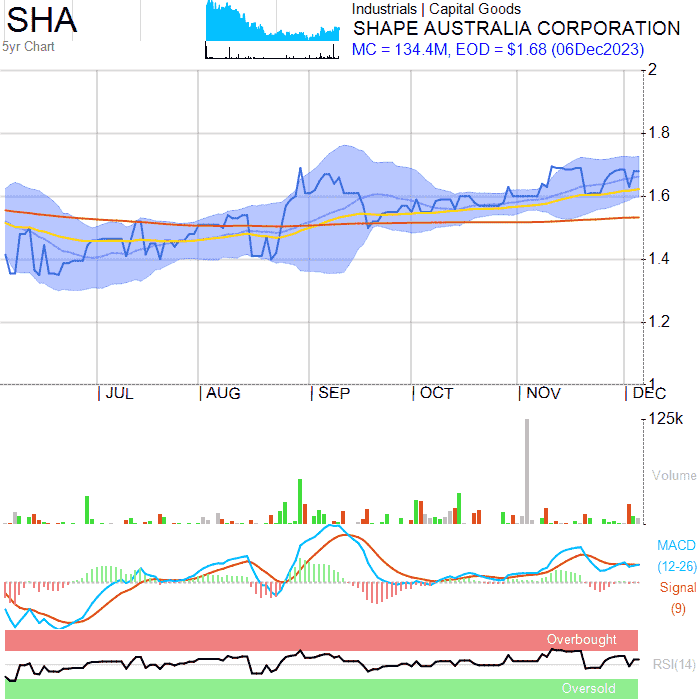 SHA
5yr Chart
Industrials | Capital Goods
SHAPE AUSTRALIA CORPORATION
MC = 134.4M, EOD = $1.68 (06Dec2023)
2
1.8
1.6
1.4
1.2
1
JUL AUG SEP OCT NOV DEC
125k
Volume
MACD
(12-26)
Signal
(9)
Overbought
RSI(14)
Oversold